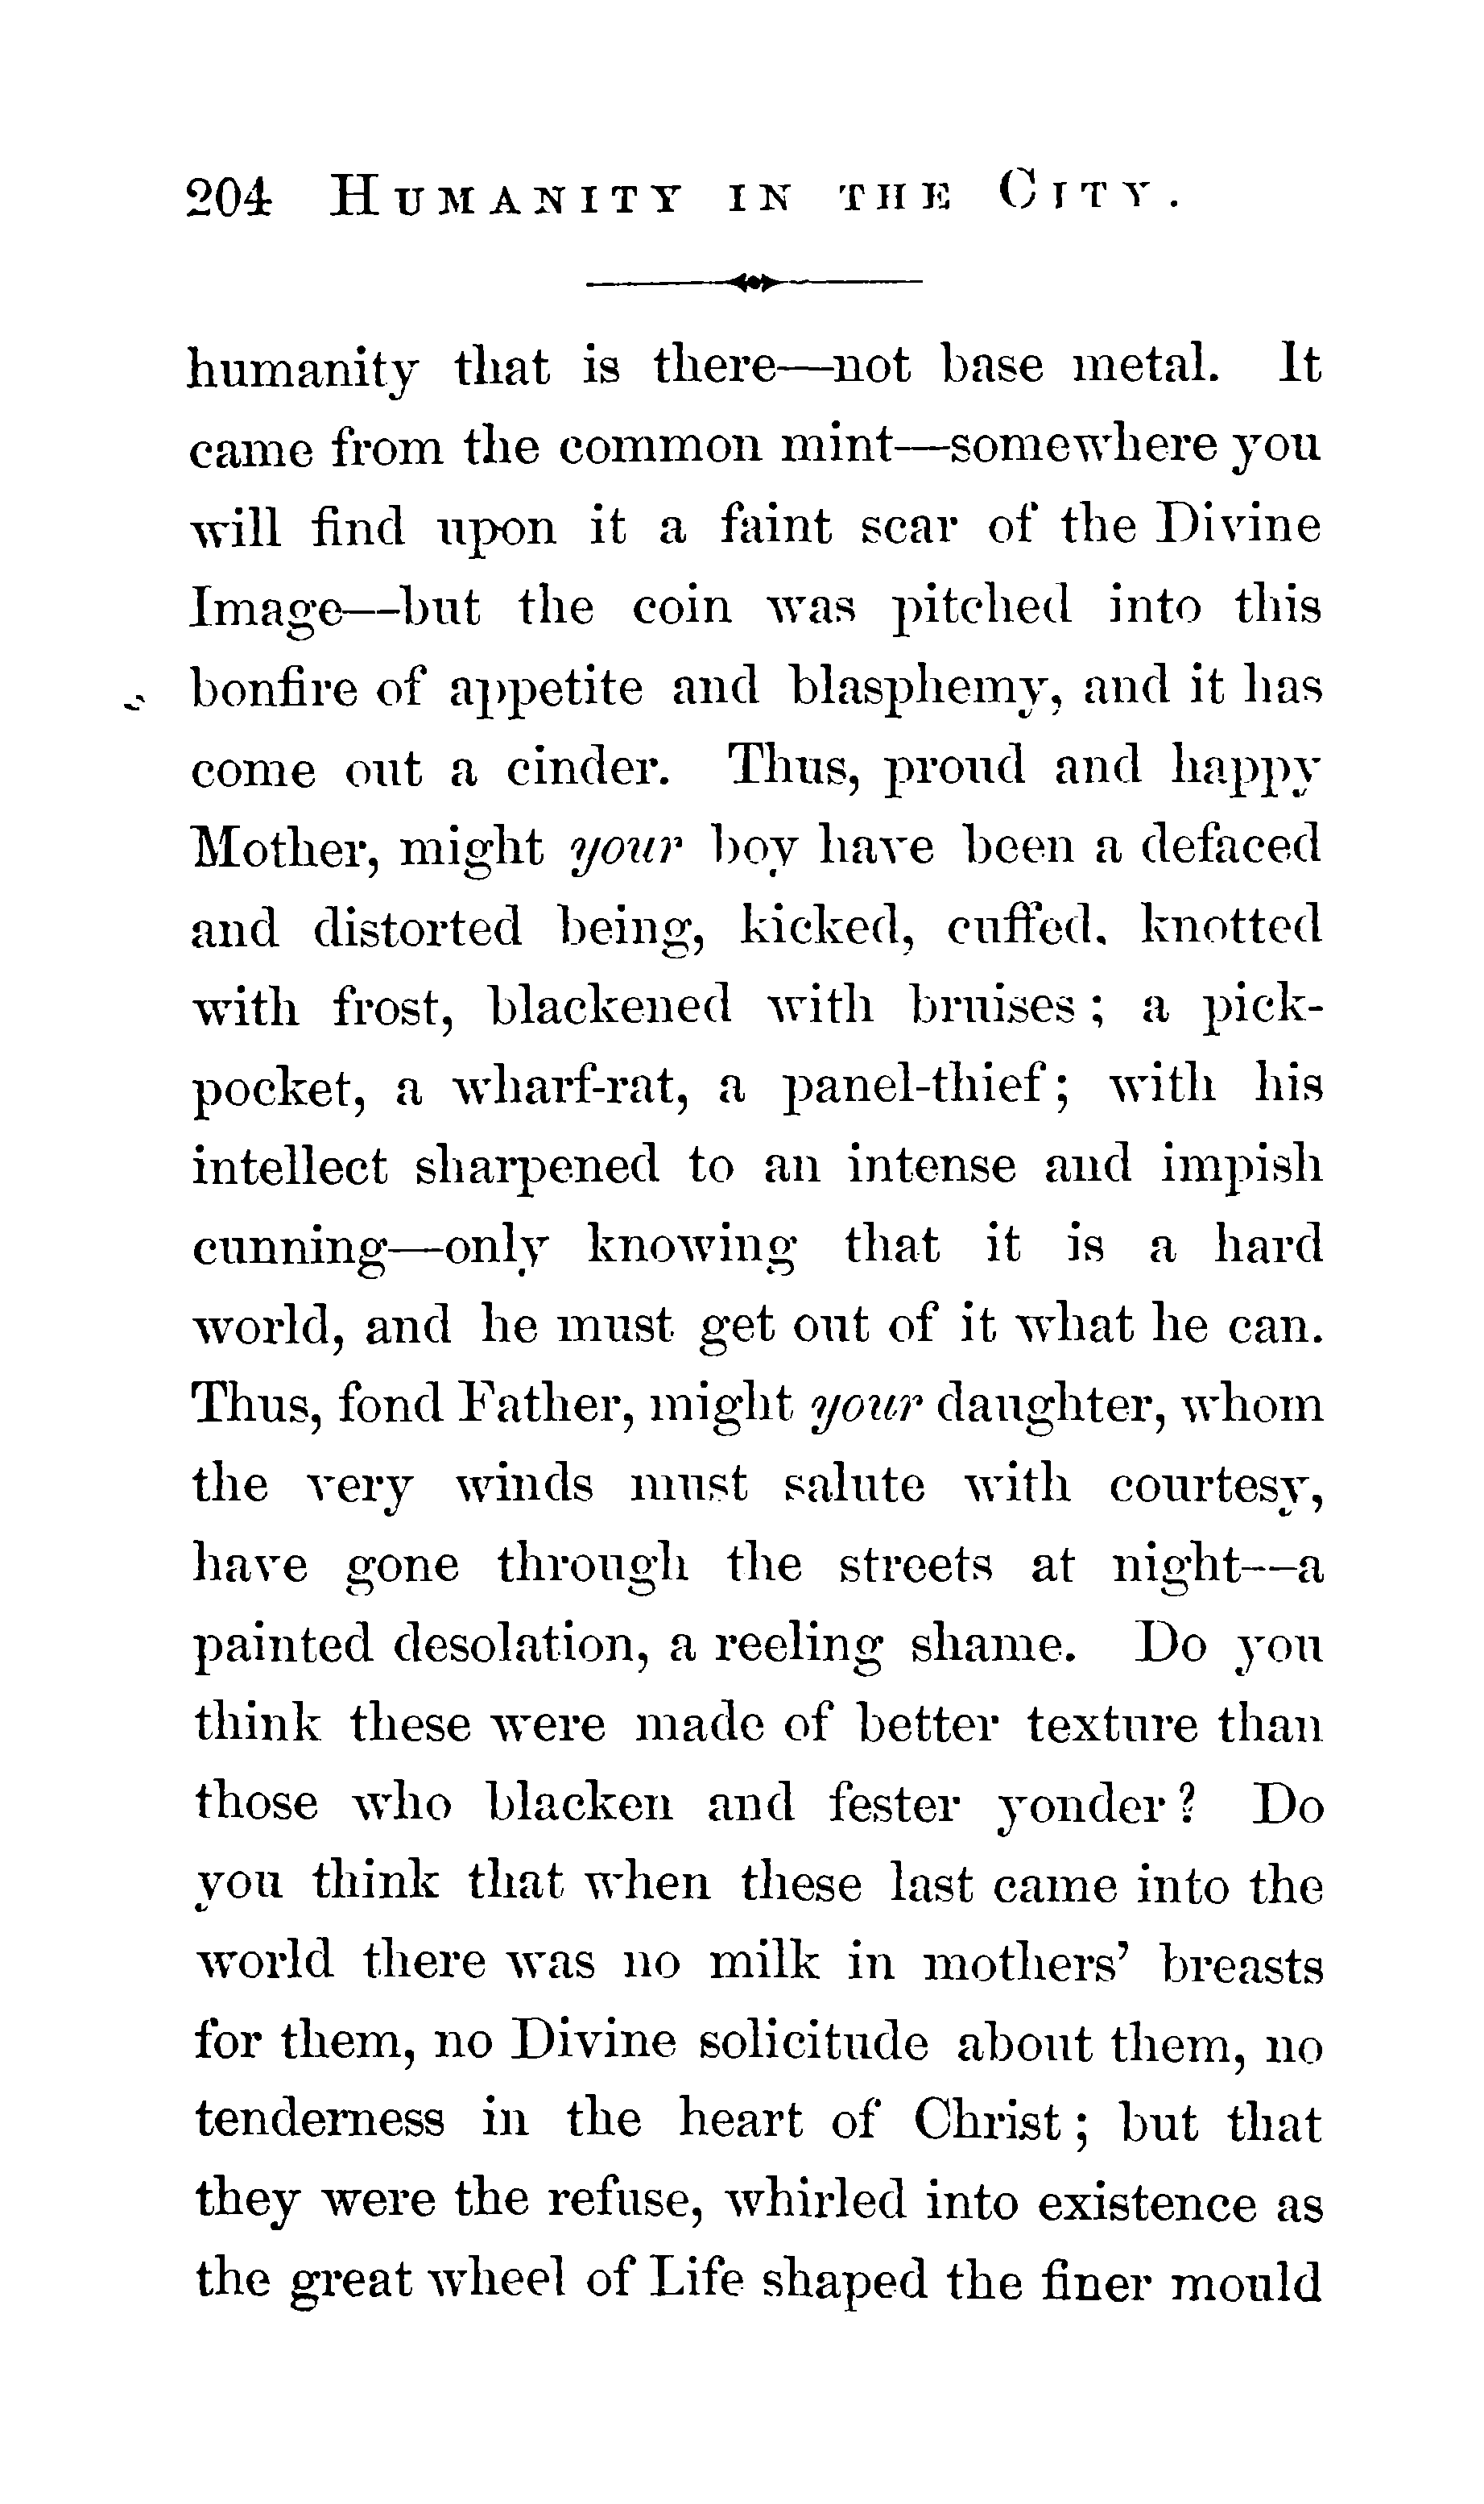 204 HUMANITY IN THE CITY.
humanity that is there—not base metal. It
came from the common mint—somewhere you
will find upon it a faint scar of the Divine
Image—but the coin was pitched into this
bonfire of appetite and blasphemy, and it has
come out a cinder. Thus, proud and happy
Mother, might your boy have been a defaced
and distorted being, kicked, cuffed, knotted
with frost, blackened with bruises; a pick-
pocket, a wharf-rat, a panel-thief; with his
intellect sharpened to an intense and impish
cunning—only knowing that it is a hard
world, and he must get out of it what he can.
Thus, fond Father, might your daughter, whom
the very winds must salute with courtesy,
have gone through the streets at night—a
painted desolation, a reeling shame. Do you
think these were made of better texture than
those who blacken and fester yonder? Do
you think that when these last came into the
world there was no milk in mothers' breasts
for them, no Divine solicitude about them, no
tenderness in the heart of Christ; but that
they were the refuse, whirled into existence as
the great wheel of Life shaped the finer mould